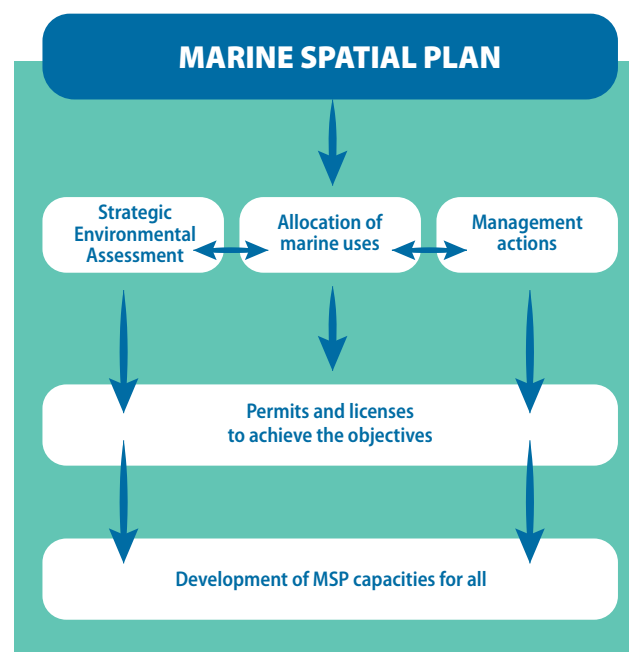 MARINE SPATIAL PLAN
Strategic
Environmental
Assessment
Allocation of
marine uses
Management
actions
Permits and licenses
to achieve the objectives
Development of MSP capacities for all